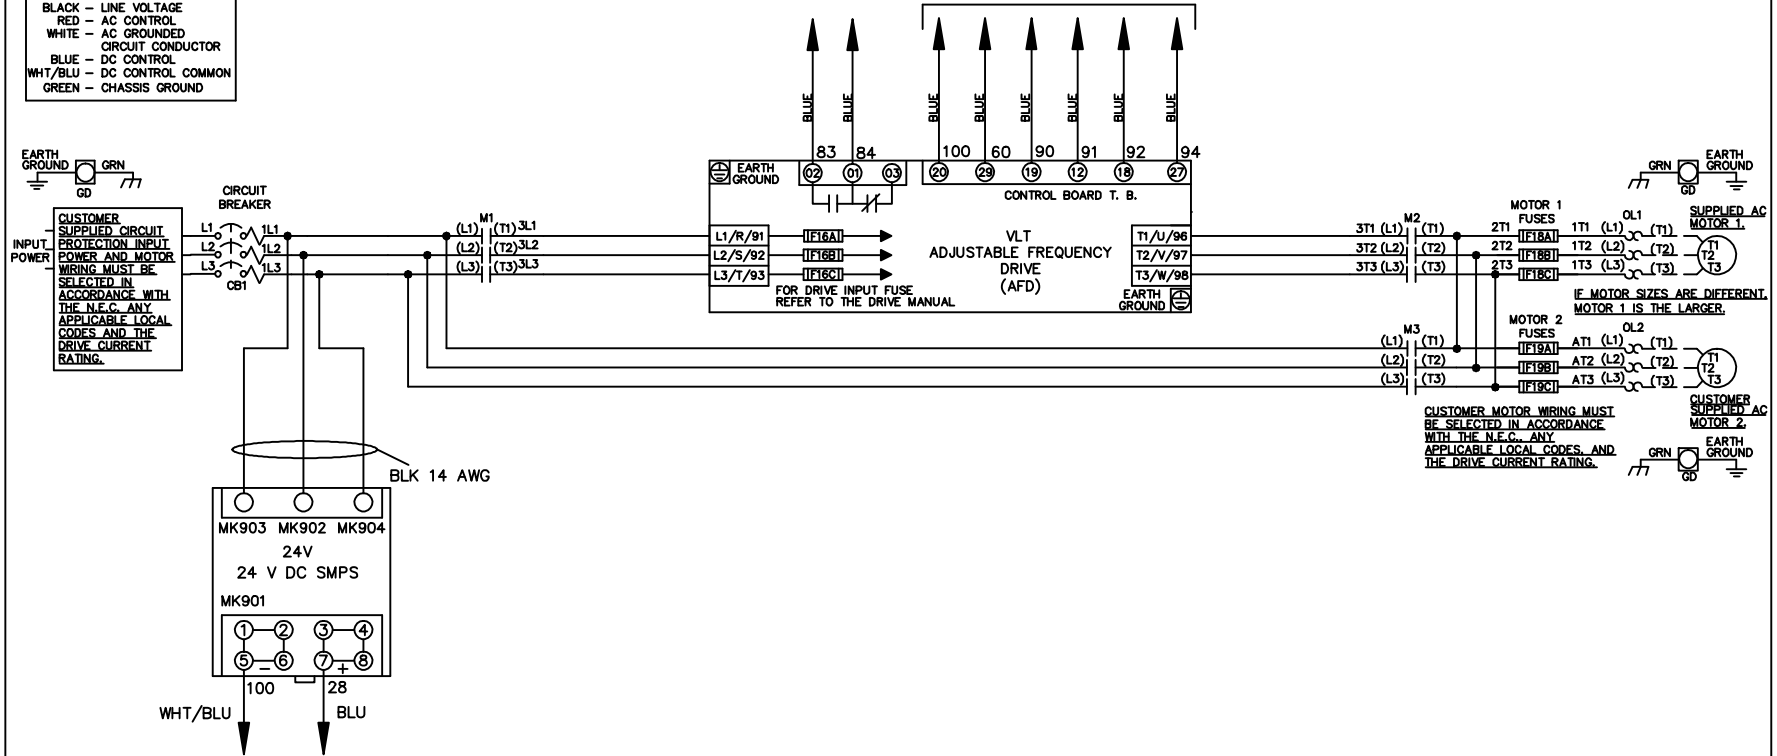 BLACK – LINE VOLTAGE
RED – AC CONTROL
WHITE – AC GROUNDED
CIRCUIT CONDUCTOR
BLUE – DC CONTROL
WHT/BLU – DC CONTROL COMMON
GREEN – CHASSIS GROUND
BLUE BLUE BLUE BLUE BLUE BLUE BLUE BLUE
83 84 100 60 90 91 92 94
02 01 03 20 29 19 12 18 27
EARTH
GROUND
GRN
GD
EARTH
GROUND
CONTROL BOARD T. B.
GRN
EARTH
GROUND
GD
CIRCUIT
BREAKER
INPUT
POWER
CUSTOMER
SUPPLIED CIRCUIT
PROTECTION INPUT
POWER AND MOTOR
WIRING MUST BE
SELECTED IN
ACCORDANCE WITH
THE N.E.C. ANY
APPLICABLE LOCAL
CODES AND THE
DRIVE CURRENT
RATING.
L1 1L1
L2 1L2
L3 1L3
CB1
M1
(L1) (T1) 3L1
(L2) (T2) 3L2
(L3) (T3) 3L3
L1/R/91 F16A
L2/S/92 F16B
L3/T/93 F16C
FOR DRIVE INPUT FUSE
REFER TO THE DRIVE MANUAL
VLT
ADJUSTABLE FREQUENCY
DRIVE
(AFD)
T1/U/96
T2/V/97
T3/W/98
EARTH
GROUND
M2
MOTOR 1
FUSES
OL1
SUPPLIED AC
MOTOR 1.
3T1 (L1) (T1) 2T1 F18A 1T1 (L1) (T1) T1
3T2 (L2) (T2) 2T2 F18B 1T2 (L2) (T2) T2
3T3 (L3) (T3) 2T3 F18C 1T3 (L3) (T3) T3
IF MOTOR SIZES ARE DIFFERENT.
MOTOR 1 IS THE LARGER.
M3
MOTOR 2
FUSES
OL2
(L1) (T1) F19A AT1 (L1) (T1) T1
(L2) (T2) F19B AT2 (L2) (T2) T2
(L3) (T3) F19C AT3 (L3) (T3) T3
CUSTOMER
SUPPLIED AC
MOTOR 2.
CUSTOMER MOTOR WIRING MUST
BE SELECTED IN ACCORDANCE
WITH THE N.E.C., ANY
APPLICABLE LOCAL CODES. AND
THE DRIVE CURRENT RATING.
GRN
EARTH
GROUND
GD
BLK 14 AWG
MK903 MK902 MK904
24V
24 V DC SMPS
MK901
1 2 3 4
5 – 6 7 + 8
100 28
WHT/BLU BLU